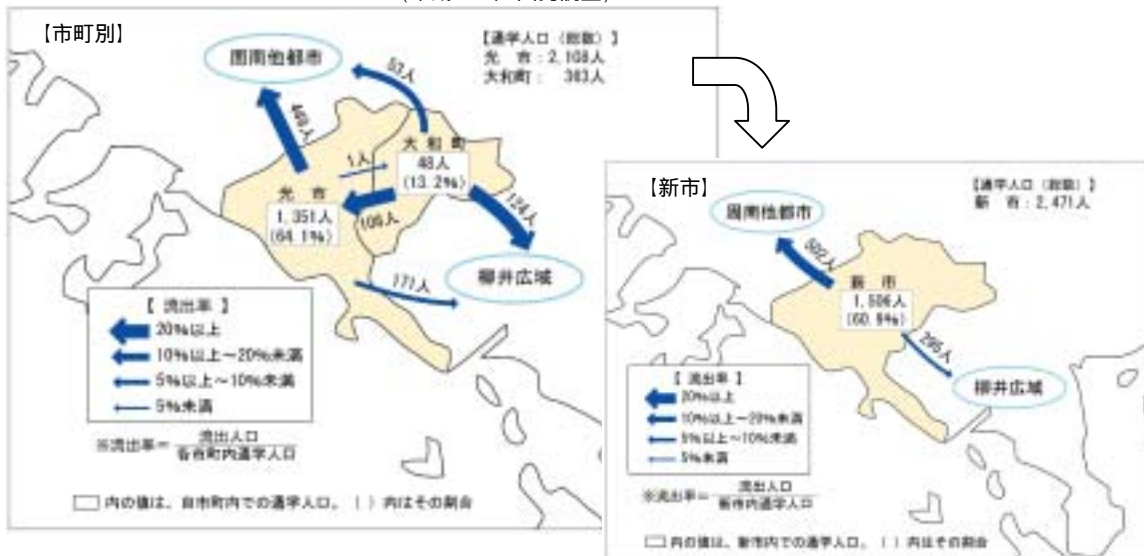 【市町別】
周南他都市
【通学人口（総数）】
光　市：2,108人
大和町：　363人
53人
449人
大 和 町
48人
(13.2%)
1人
光　市
1,351人
(64.1%)
124人
柳井広域
171人
【 流出率 】
20%以上
10%以上～20%未満
5%以上～10%未満
5%未満
※流出率＝
流出人口
各市町内通学人口
内の値は、自市町内での通学人口。（ ）内はその割合
【新市】
【通学人口（総数）】
新　市：2,471人
周南他都市
502人
新　市
1,506人
(60.9%)
295人
柳井広域
【 流出率 】
20%以上
10%以上～20%未満
5%以上～10%未満
5%未満
※流出率＝
流出人口
新市内通学人口
内の値は、新市内での通学人口。（ ）内はその割合